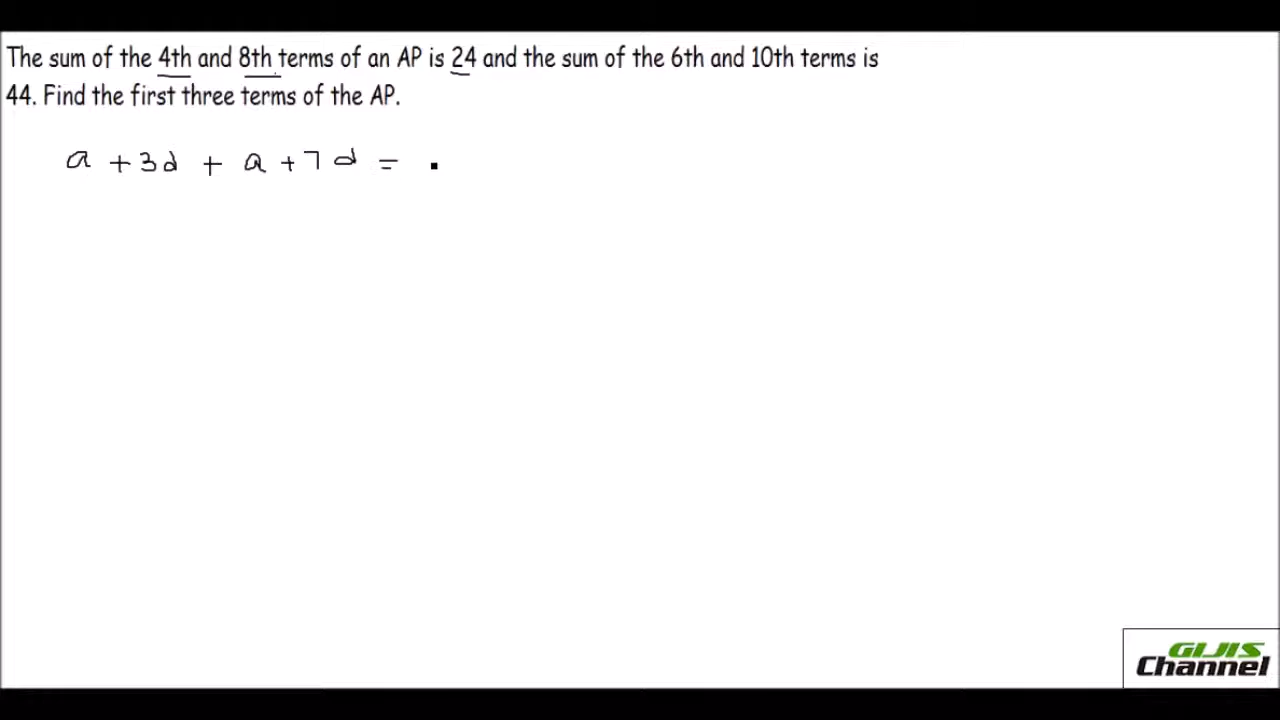 The sum of the 4th and 8th terms of an AP is 24 and the sum of the 6th and 10th terms is
44. Find the first three terms of the AP.
a + 3d + a + 7d =
GIJIS
Channel